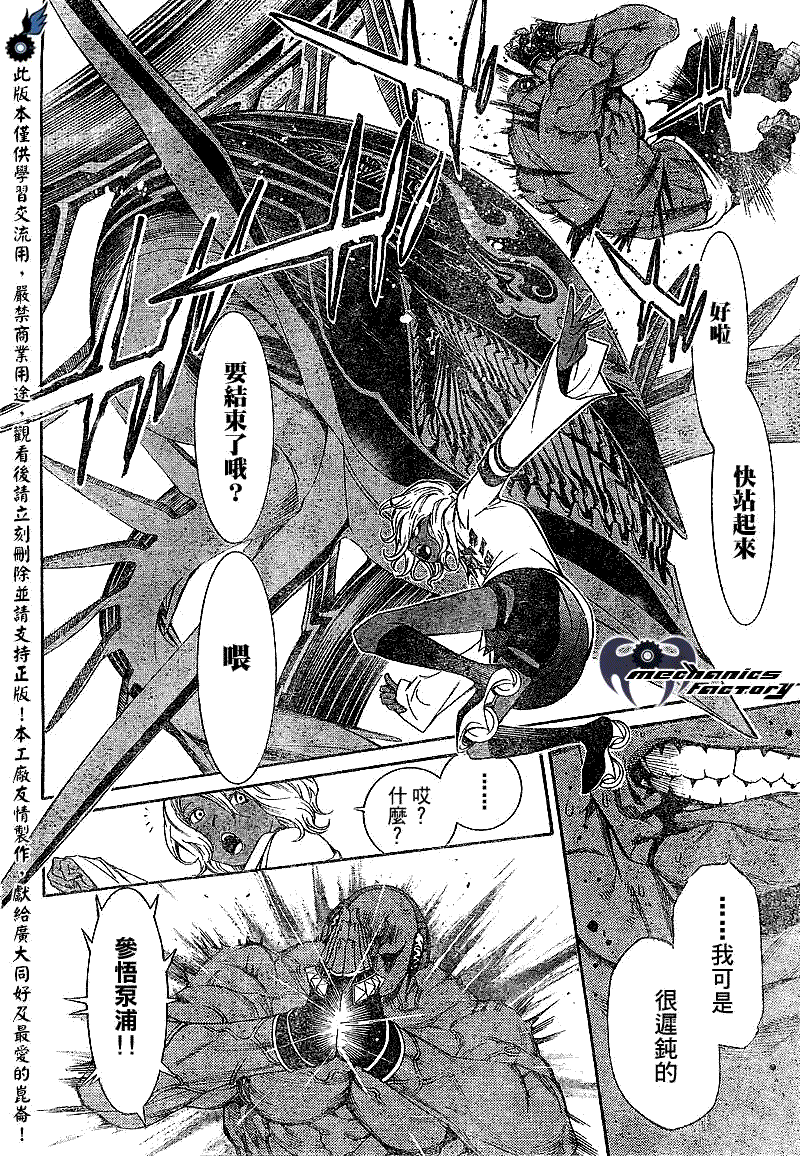 好啦
快站起來
要結束了哦？
喂
……我可是
很遲鈍的
……
哎？
什麼？
參悟泵浦！！
mechanics
factory
此版本僅供學習交流用，嚴禁商業用途，觀看後請立刻刪除並請支持正版！本工廠友情製作，獻給廣大同好及最愛的崑崙！